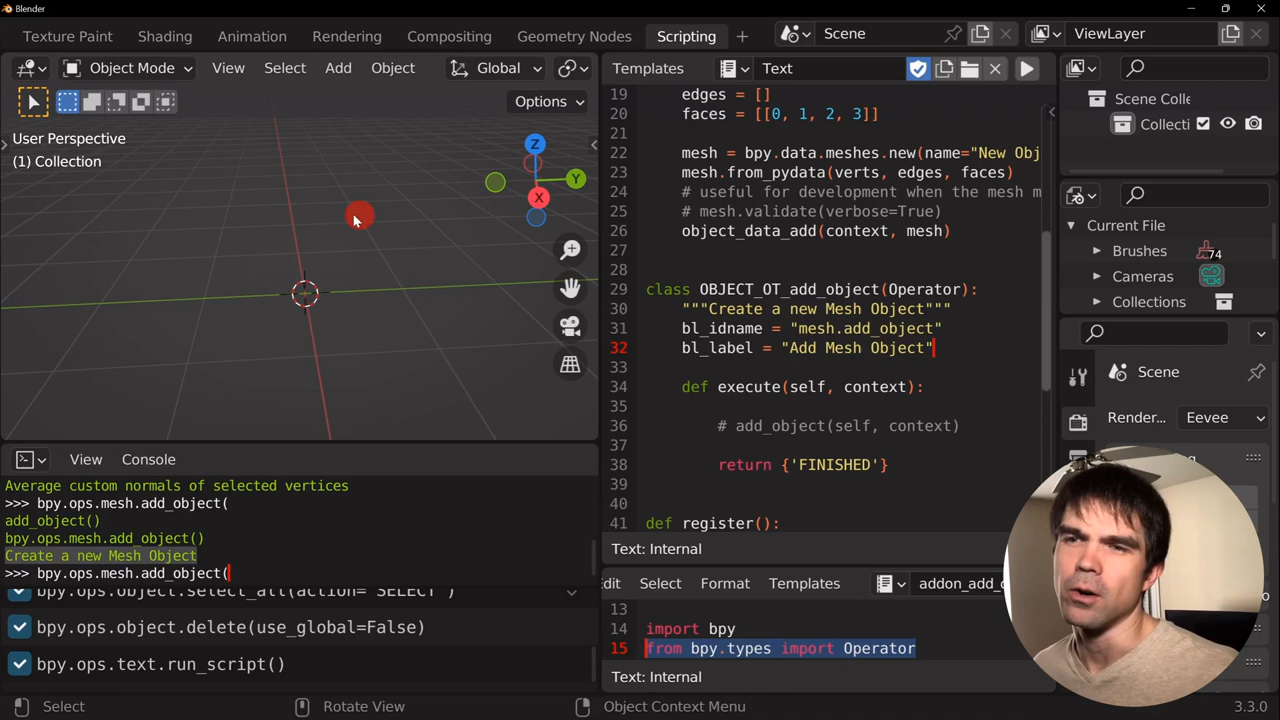 Blender
Texture Paint Shading Animation Rendering Compositing Geometry Nodes Scripting Scene ViewLayer
Object Mode View Select Add Object Global
Options
User Perspective
(1) Collection
Z
Y
X
View Console
Average custom normals of selected vertices
>>> bpy.ops.mesh.add_object(
add_object()
bpy.ops.mesh.add_object()
Create a new Mesh Object
>>> bpy.ops.mesh.add_object(
bpy.ops.object.select_all(action='SELECT')
bpy.ops.object.delete(use_global=False)
bpy.ops.text.run_script()
Templates Text
19 edges = []
20 faces = [[0, 1, 2, 3]]
21
22 mesh = bpy.data.meshes.new(name="New Obj
23 mesh.from_pydata(verts, edges, faces)
24 # useful for development when the mesh m
25 # mesh.validate(verbose=True)
26 object_data_add(context, mesh)
27
28
29 class OBJECT_OT_add_object(Operator):
30 """Create a new Mesh Object"""
31 bl_idname = "mesh.add_object"
32 bl_label = "Add Mesh Object"
33
34 def execute(self, context):
35
36 # add_object(self, context)
37
38 return {'FINISHED'}
39
40
41 def register():
Text: Internal
dit Select Format Templates addon_add_o
13
14 import bpy
15 from bpy.types import Operator
Text: Internal
Scene Colle
Collecti
Current File
Brushes 74
Cameras
Collections
Scene
Render... Eevee
Select Rotate View Object Context Menu 3.3.0